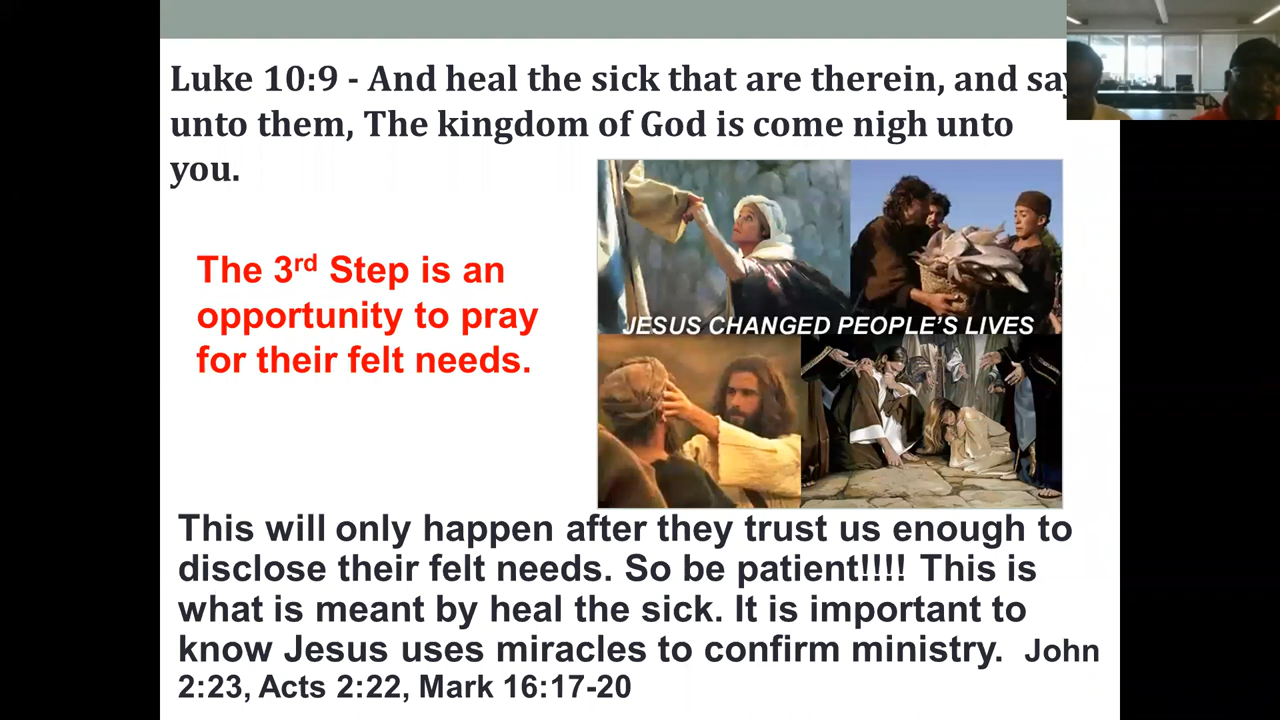 Luke 10:9 - And heal the sick that are therein, and say
unto them, The kingdom of God is come nigh unto
you.
The 3rd Step is an
opportunity to pray
for their felt needs.
JESUS CHANGED PEOPLE'S LIVES
This will only happen after they trust us enough to
disclose their felt needs. So be patient!!!! This is
what is meant by heal the sick. It is important to
know Jesus uses miracles to confirm ministry. John
2:23, Acts 2:22, Mark 16:17-20